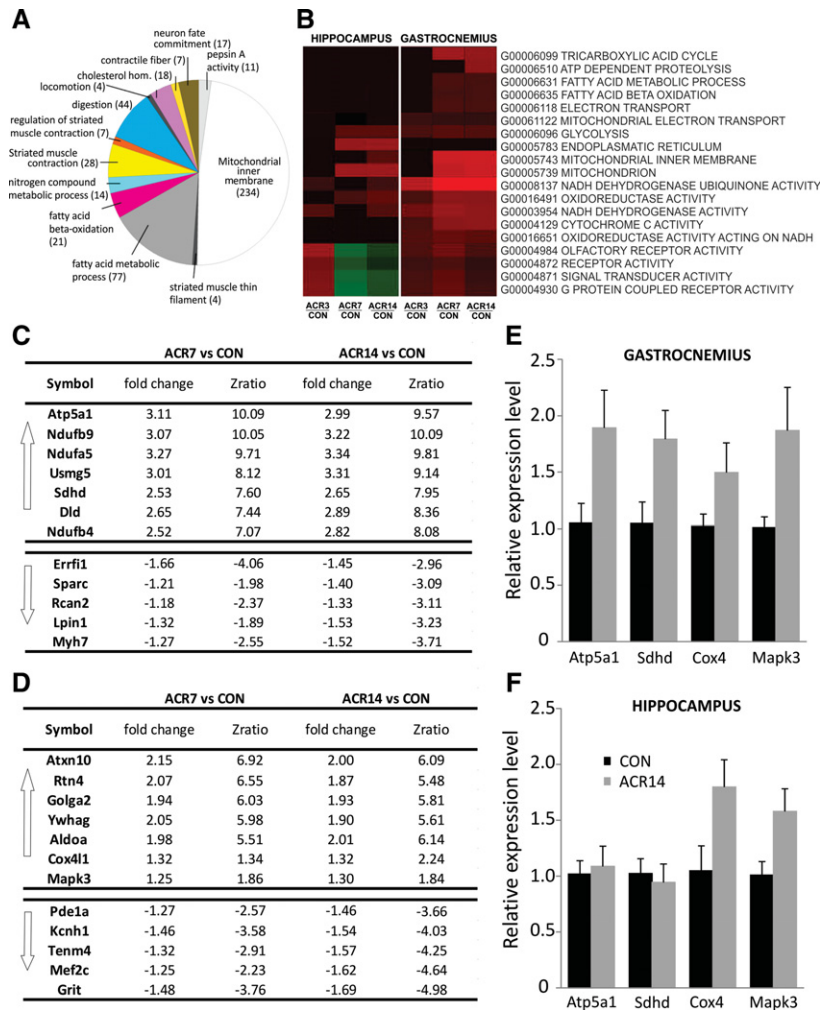 A
neuron fate
commitment (17)
contractile fiber (7)
cholesterol hom. (18)
locomotion (4)
digestion (44)
regulation of striated
muscle contraction (7)
Striated muscle
contraction (28)
nitrogen compound
metabolic process (14)
fatty acid
beta-oxidation
(21)
fatty acid metabolic
process (77)
striated muscle thin
filament (4)
Mitochondrial
inner
membrane
(234)
pepsin A
activity (11)
B
HIPPOCAMPUS GASTROCNEMIUS
G00006099 TRICARBOXYLIC ACID CYCLE
G00006510 ATP DEPENDENT PROTEOLYSIS
G00006631 FATTY ACID METABOLIC PROCESS
G00006635 FATTY ACID BETA OXIDATION
G00006118 ELECTRON TRANSPORT
G00061122 MITOCHONDRIAL ELECTRON TRANSPORT
G00006096 GLYCOLYSIS
G00005783 ENDOPLASMATIC RETICULUM
G00005743 MITOCHONDRIAL INNER MEMBRANE
G00005739 MITOCHONDRION
G00008137 NADH DEHYDROGENASE UBIQUINONE ACTIVITY
G00016491 OXIDOREDUCTASE ACTIVITY
G00003954 NADH DEHYDROGENASE ACTIVITY
G00004129 CYTOCHROME C ACTIVITY
G00016651 OXIDOREDUCTASE ACTIVITY ACTING ON NADH
G00004984 OLFACTORY RECEPTOR ACTIVITY
G00004872 RECEPTOR ACTIVITY
G00004871 SIGNAL TRANSDUCER ACTIVITY
G00004930 G PROTEIN COUPLED RECEPTOR ACTIVITY
ACR3 ACR7 ACR14 ACR3 ACR7 ACR14
CON CON CON CON CON CON
C
ACR7 vs CON ACR14 vs CON
Symbol fold change Zratio fold change Zratio
Atp5a1 3.11 10.09 2.99 9.57
Ndufb9 3.07 10.05 3.22 10.09
Ndufa5 3.27 9.71 3.34 9.81
Usmg5 3.01 8.12 3.31 9.14
Sdhd 2.53 7.60 2.65 7.95
Dld 2.65 7.44 2.89 8.36
Ndufb4 2.52 7.07 2.82 8.08
Errfi1 -1.66 -4.06 -1.45 -2.96
Sparc -1.21 -1.98 -1.40 -3.09
Rcan2 -1.18 -2.37 -1.33 -3.11
Lpin1 -1.32 -1.89 -1.53 -3.23
Myh7 -1.27 -2.55 -1.52 -3.71
D
ACR7 vs CON ACR14 vs CON
Symbol fold change Zratio fold change Zratio
Atxn10 2.15 6.92 2.00 6.09
Rtn4 2.07 6.55 1.87 5.48
Golga2 1.94 6.03 1.93 5.81
Ywhag 2.05 5.98 1.90 5.61
Aldoa 1.98 5.51 2.01 6.14
Cox4l1 1.32 1.34 1.32 2.24
Mapk3 1.25 1.86 1.30 1.84
Pde1a -1.27 -2.57 -1.46 -3.66
Kcnh1 -1.46 -3.58 -1.54 -4.03
Tenm4 -1.32 -2.91 -1.57 -4.25
Mef2c -1.25 -2.23 -1.62 -4.64
Grit -1.48 -3.76 -1.69 -4.98
E
GASTROCNEMIUS
Relative expression level
2.5
2.0
1.5
1.0
0.5
0
Atp5a1 Sdhd Cox4 Mapk3
F
HIPPOCAMPUS
CON
ACR14
Relative expression level
2.5
2.0
1.5
1.0
0.5
0
Atp5a1 Sdhd Cox4 Mapk3